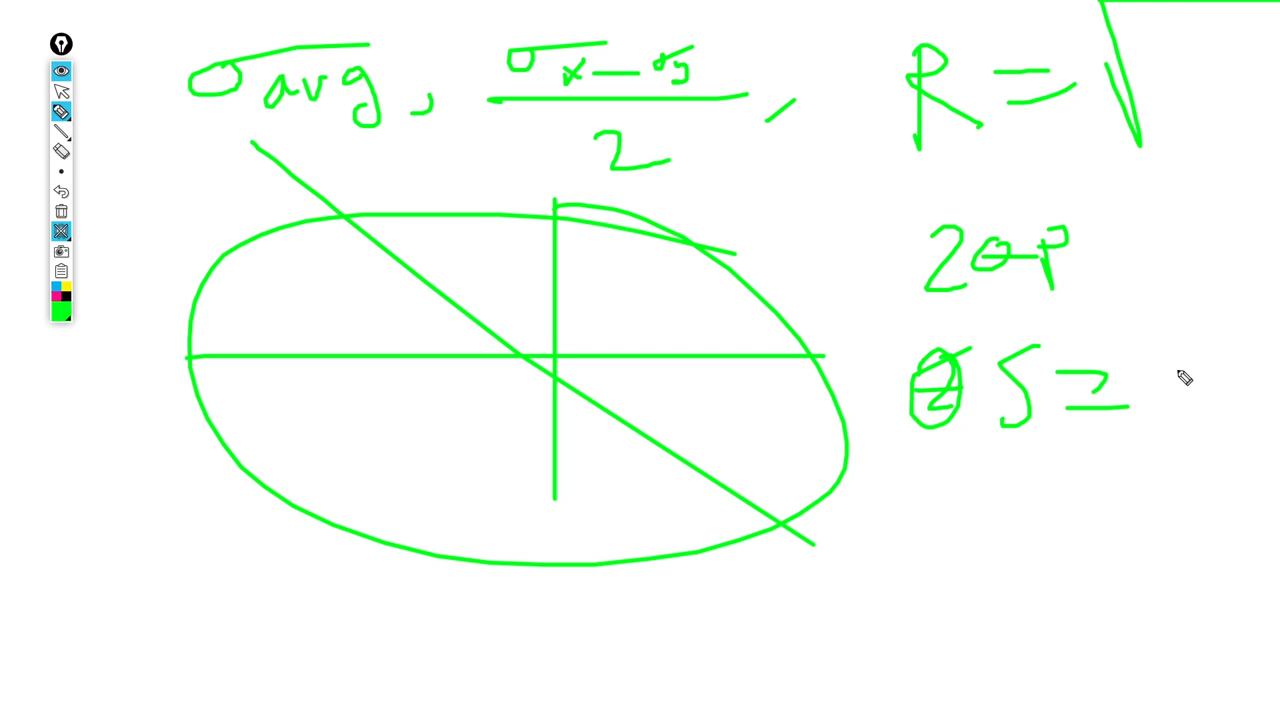 σavg, (σx — σy)/2, R = √
2θp
θs =